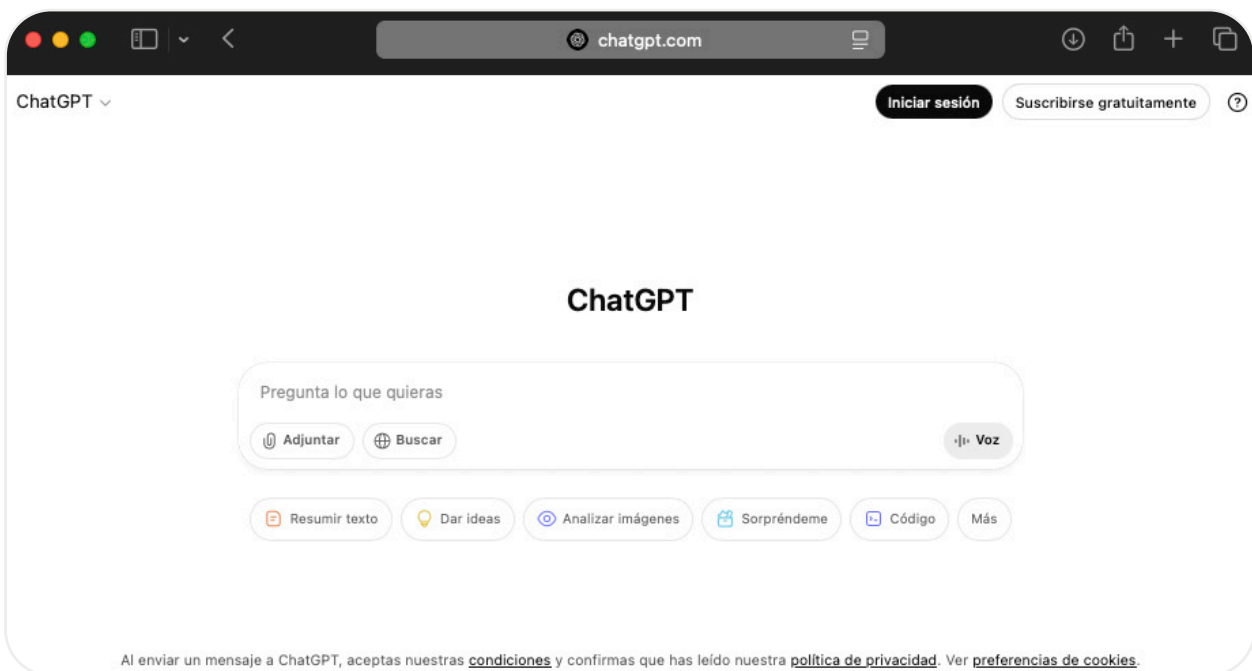 chatgpt.com
ChatGPT
Iniciar sesión
Suscribirse gratuitamente
?
ChatGPT
Pregunta lo que quieras
Adjuntar
Buscar
Voz
Resumir texto
Dar ideas
Analizar imágenes
Sorpréndeme
Código
Más
Al enviar un mensaje a ChatGPT, aceptas nuestras condiciones y confirmas que has leído nuestra política de privacidad. Ver preferencias de cookies.